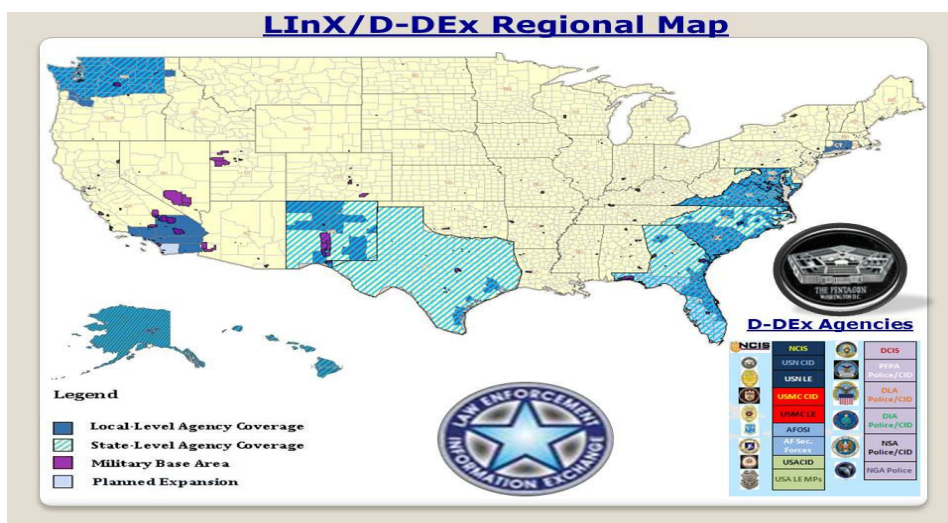 LInX/D-DEx Regional Map
WA
CT
THE PENTAGON
WASHINGTON D.C.
D-DEx Agencies
NCIS
NCIS
USN CID
USN LE
USMC CID
USMC LE
AFOSI
AF Sec.
Forces
USACID
USA LE MPs
DCIS
PFPA
Police/CID
DLA
Police/CID
DIA
Police/CID
NSA
Police/CID
NGA Police
Legend
Local-Level Agency Coverage
State-Level Agency Coverage
Military Base Area
Planned Expansion
LAW ENFORCEMENT
INFORMATION EXCHANGE